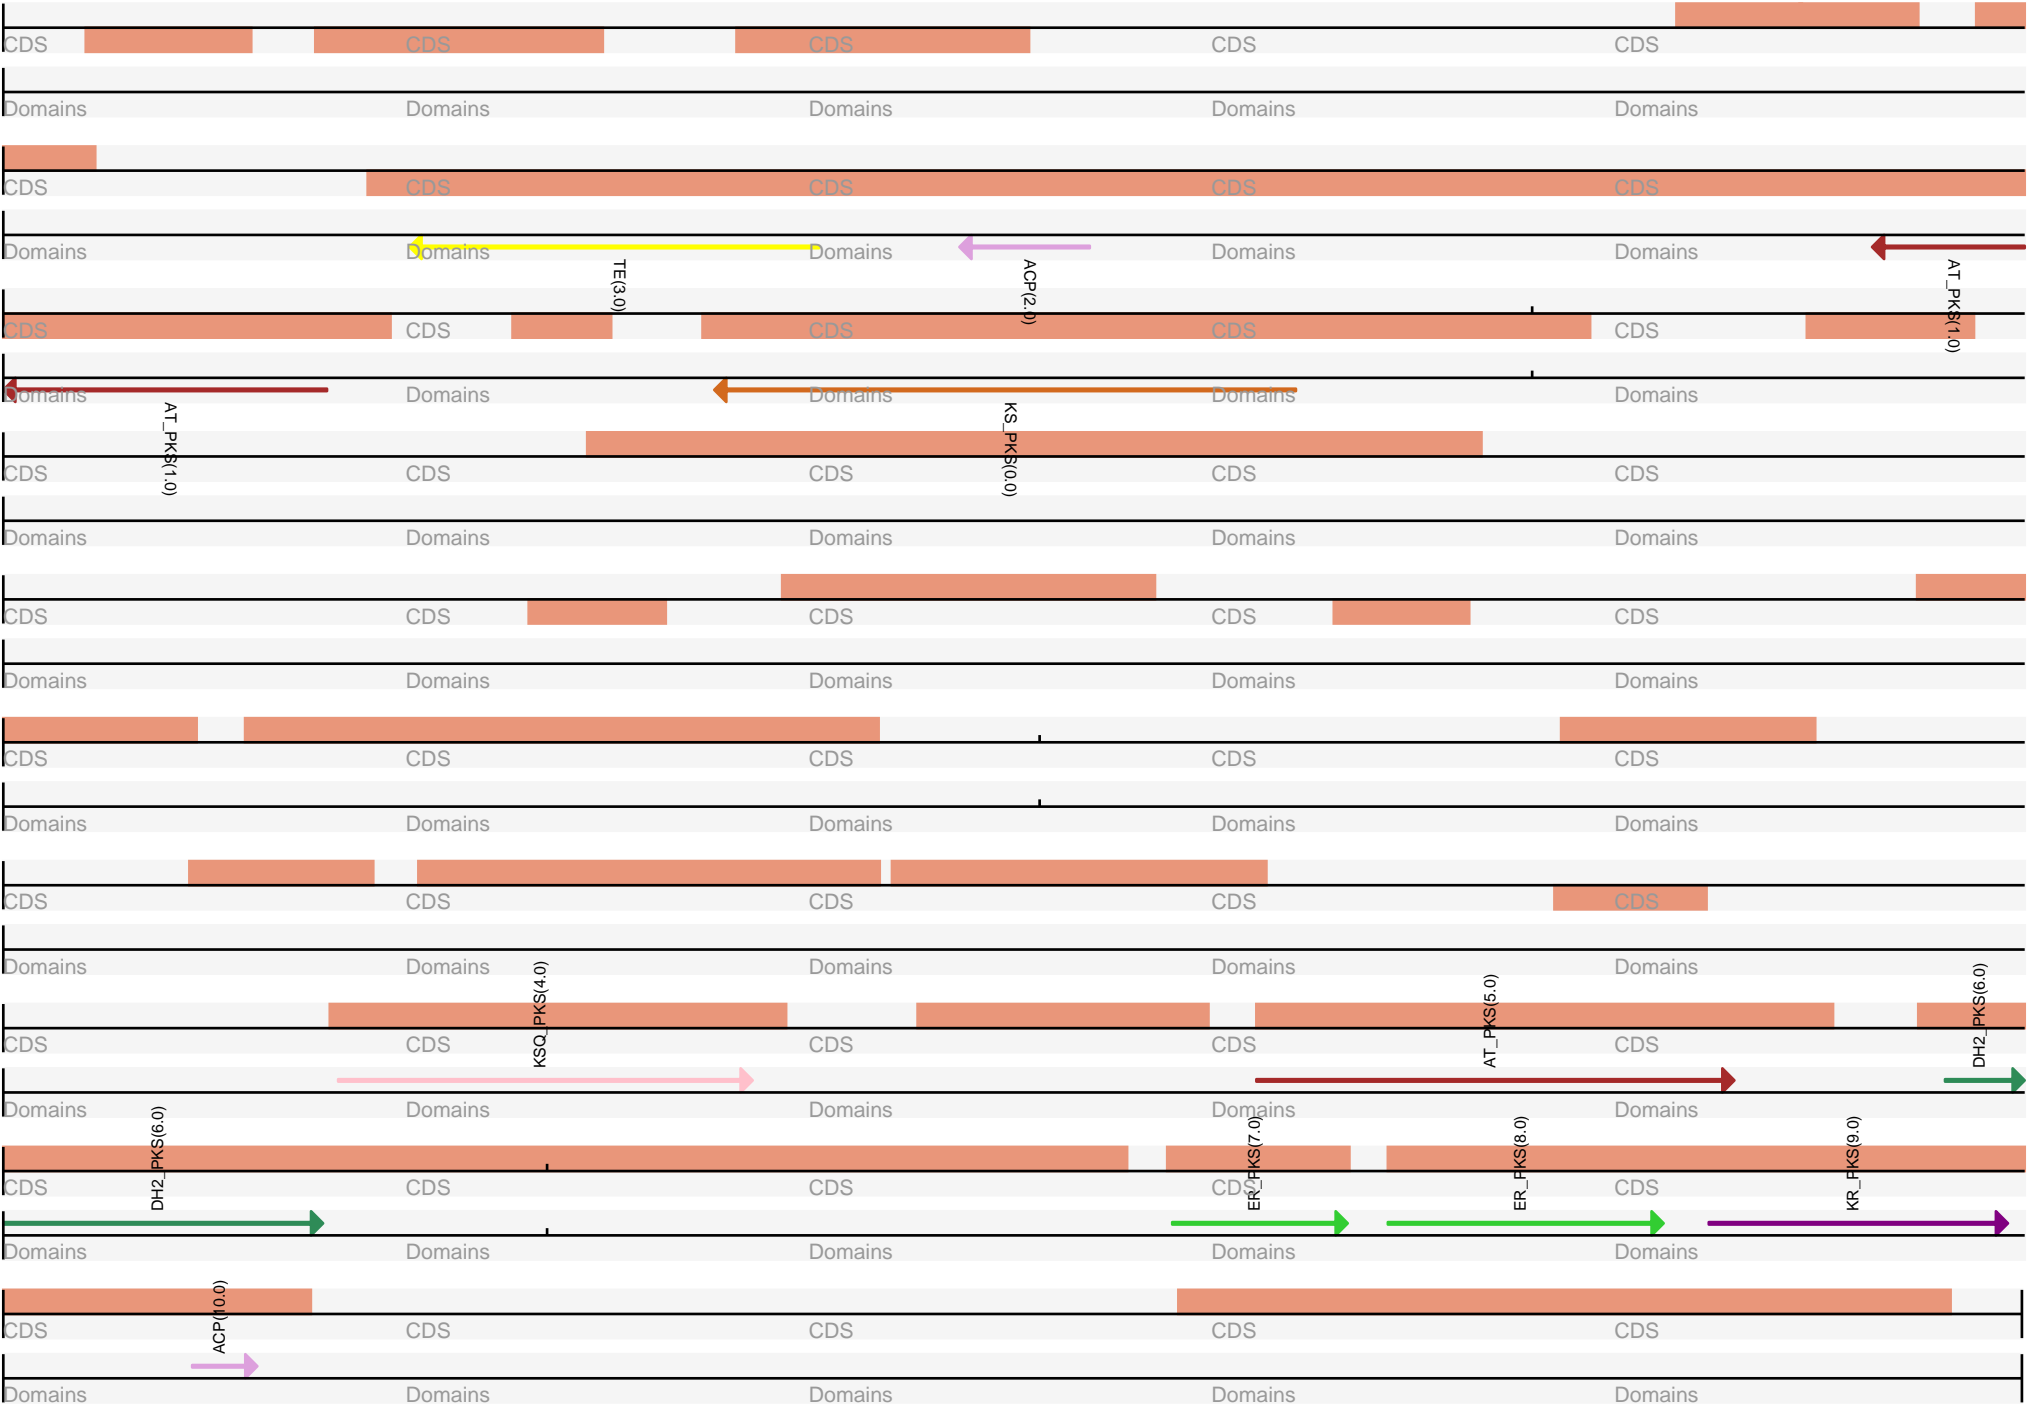 CDS CDS CDS CDS CDS
Domains Domains Domains Domains Domains
CDS CDS CDS CDS CDS
Domains Domains Domains Domains Domains
TE(3.0) ACP(2.0) AT_PKS(1.0)
CDS CDS CDS CDS CDS
Domains Domains Domains Domains Domains
AT_PKS(1.0) KS_PKS(0.0)
CDS CDS CDS CDS CDS
Domains Domains Domains Domains Domains
CDS CDS CDS CDS CDS
Domains Domains Domains Domains Domains
CDS CDS CDS CDS CDS
Domains Domains Domains Domains Domains
CDS CDS CDS CDS CDS
Domains Domains Domains Domains Domains
KSQ_PKS(4.0) AT_PKS(5.0) DH2_PKS(6.0)
CDS CDS CDS CDS CDS
Domains Domains Domains Domains Domains
DH2_PKS(6.0) ER_PKS(7.0) ER_PKS(8.0) KR_PKS(9.0)
CDS CDS CDS CDS CDS
Domains Domains Domains Domains Domains
ACP(10.0)
CDS CDS CDS CDS CDS
Domains Domains Domains Domains Domains